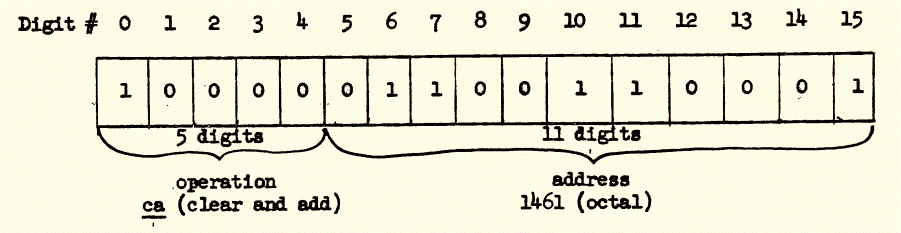 Digit # 0 1 2 3 4 5 6 7 8 9 10 11 12 13 14 15
1 0 0 0 0 0 1 1 0 0 1 1 0 0 0 1
5 digits 11 digits
operation address
ca (clear and add) 1461 (octal)